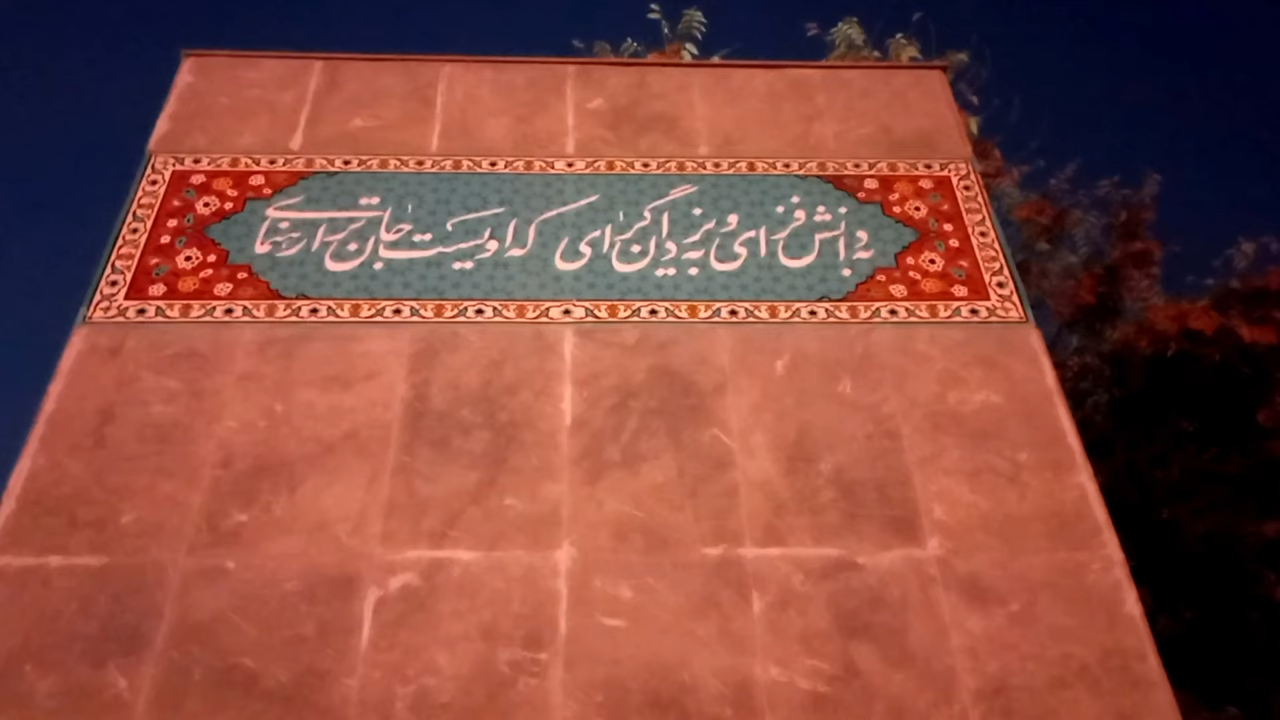 به دانش فزای و به یزدان گرای که اویست جان ترا رهنمای